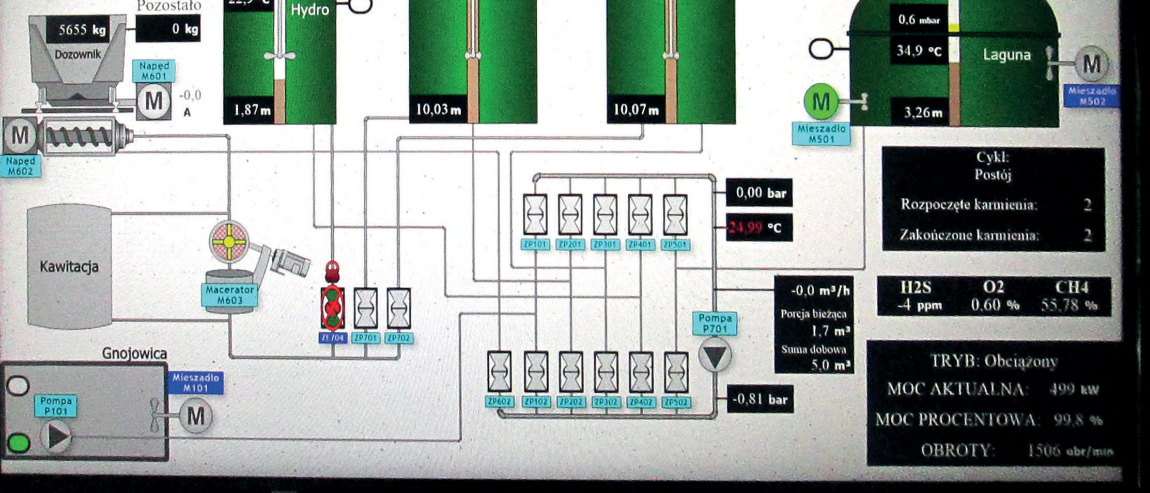 Pozostało
5655 kg
0 kg
Dozownik
Napęd
M601
M
-0,0
A
M
Napęd
M602
Hydro
1,87m
10,03m
10,07m
0,6 mbar
34,9 °C
Laguna
3,26m
M
Mieszadło
M501
M
Mieszadło
M502
Cykl:
Postój
Rozpoczęte karmienia: 2
Zakończone karmienia: 2
H2S O2 CH4
-4 ppm 0.60 % 55,78 %
TRYB: Obciążony
MOC AKTUALNA: 499 kW
MOC PROCENTOWA: 99,8 %
OBROTY: 1506 obr/min
0,00 bar
-24,99 °C
ZP101 ZP201 ZP301 ZP401 ZP501
-0,0 m³/h
Porcja bieżąca
1,7 m³
Suma dobowa
5,0 m³
Pompa
P701
-0,81 bar
ZP602 ZP102 ZP202 ZP302 ZP402 ZP502
Kawitacja
Macerator
M603
ZP701 ZP702
Gnojowica
Pompa
P101
Mieszadło
M101
M